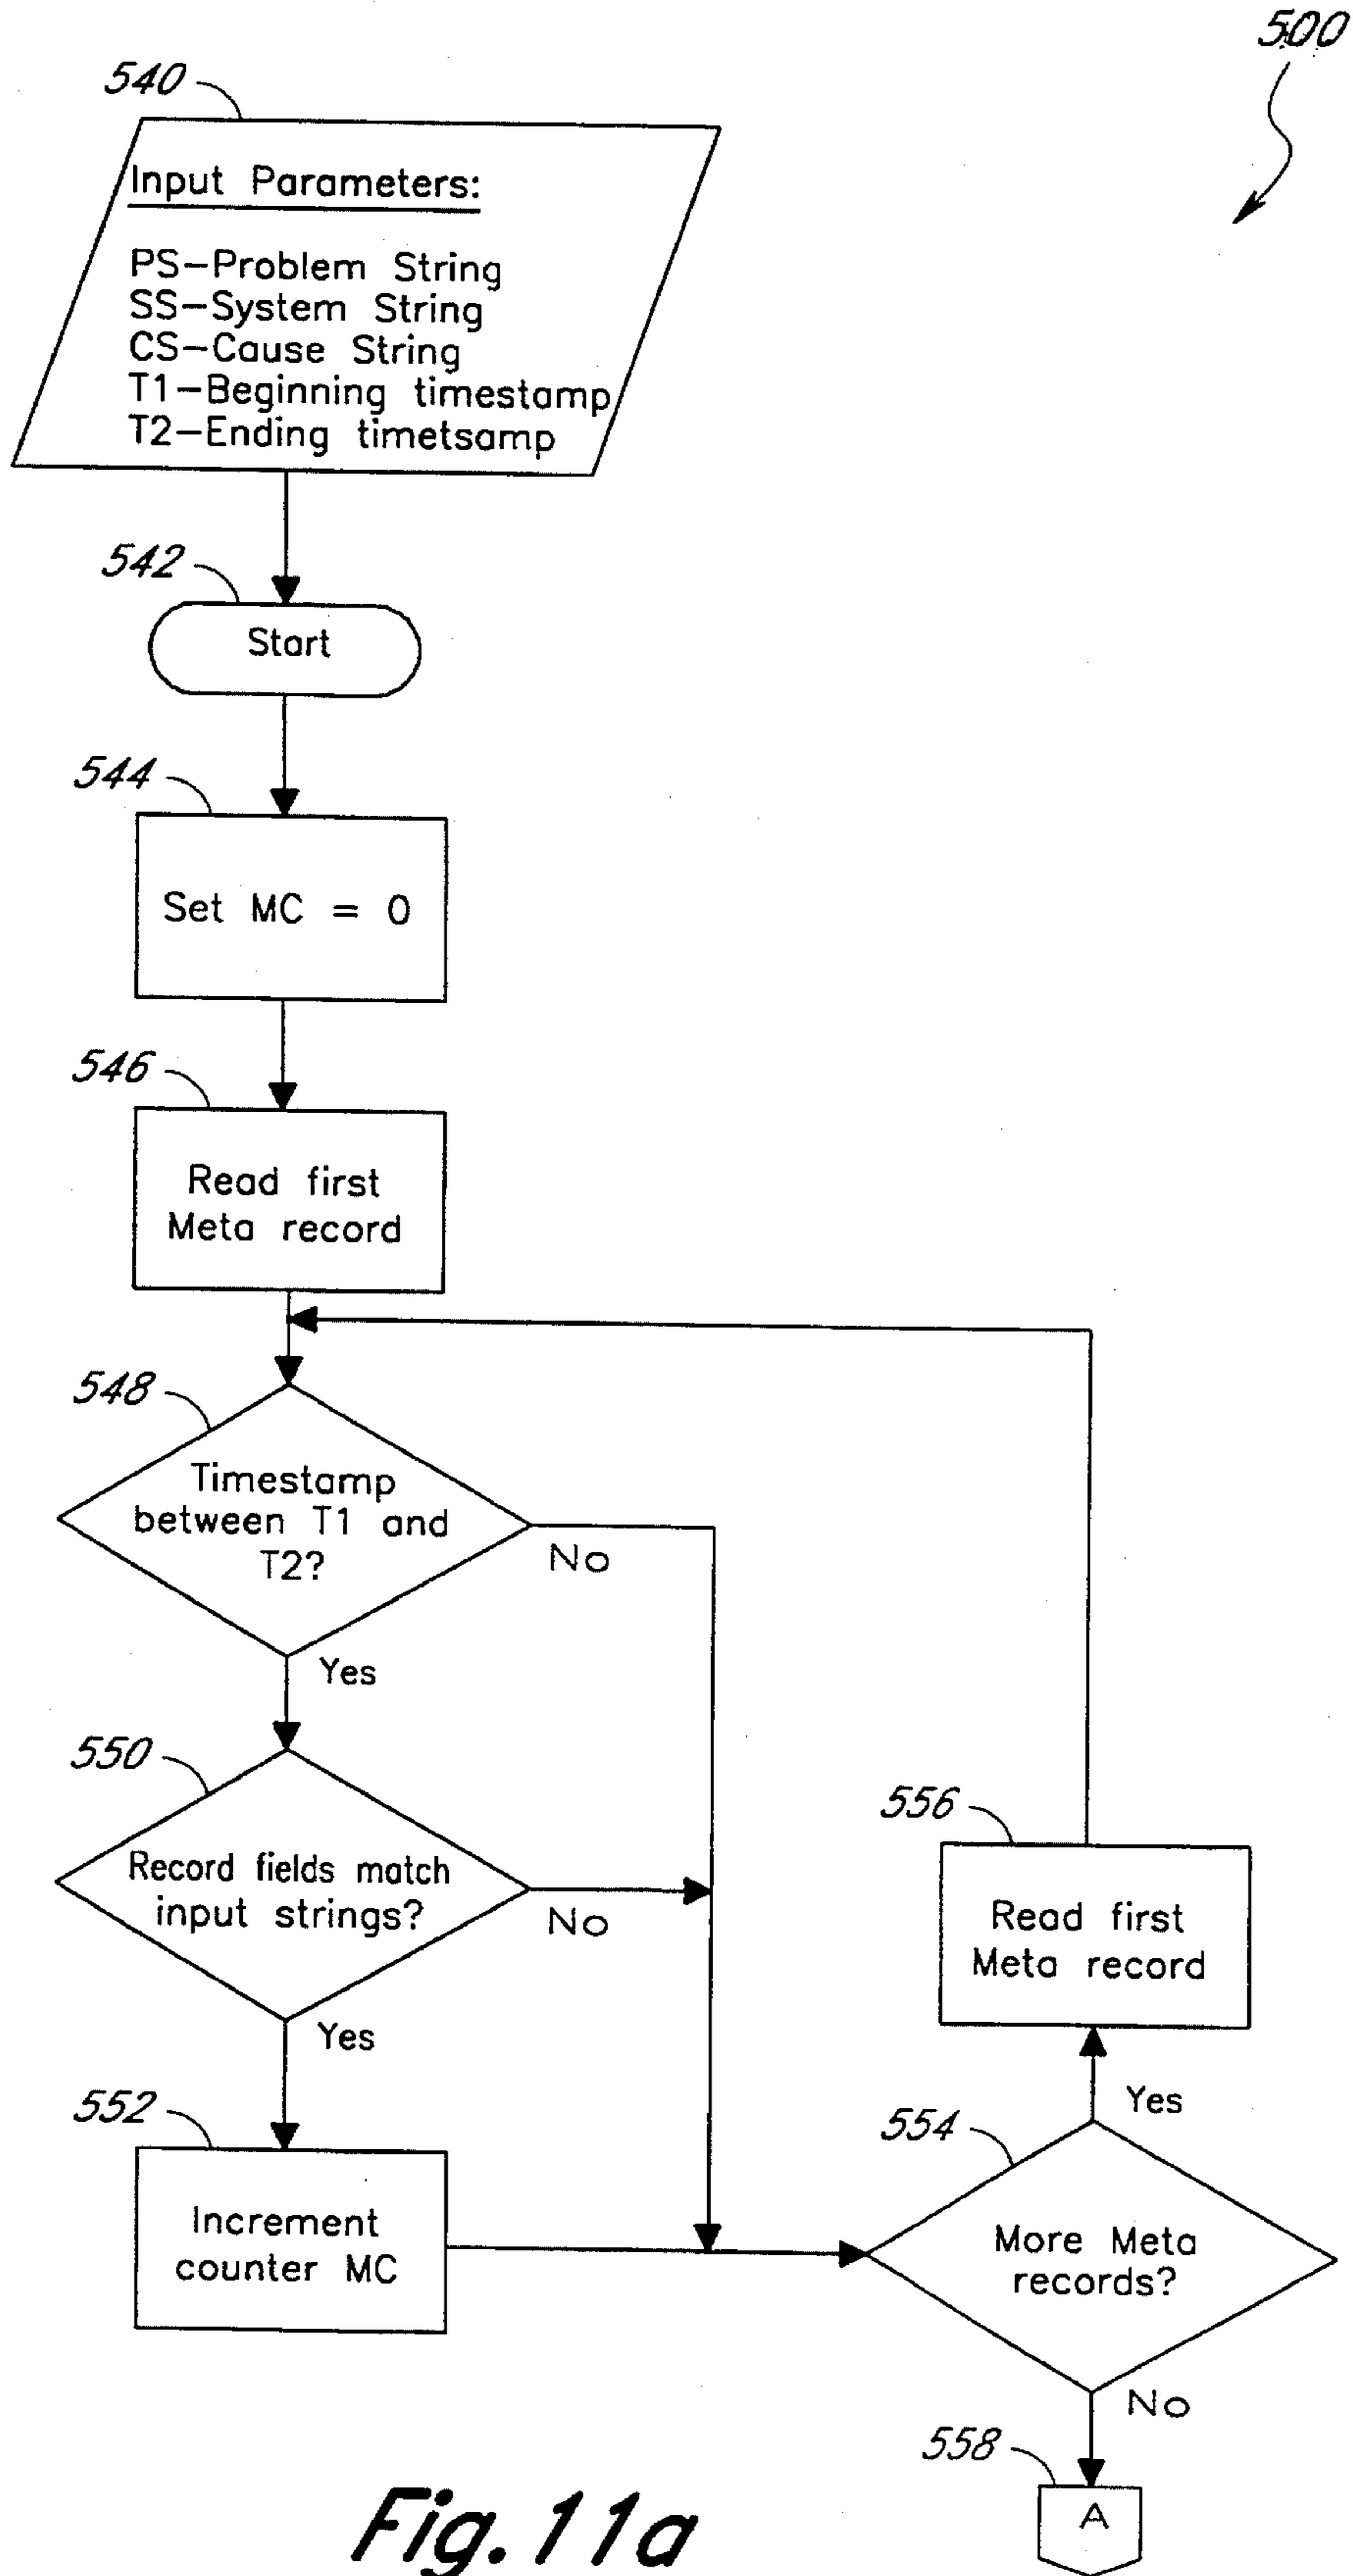 500
540
Input Parameters:
PS-Problem String
SS-System String
CS-Cause String
T1-Beginning timestamp
T2-Ending timetsamp
542
Start
544
Set MC = 0
546
Read first
Meta record
548
Timestamp
between T1 and
T2?
No
Yes
550
Record fields match
input strings?
No
Yes
552
Increment
counter MC
556
Read first
Meta record
Yes
554
More Meta
records?
No
558
A
Fig. 11a